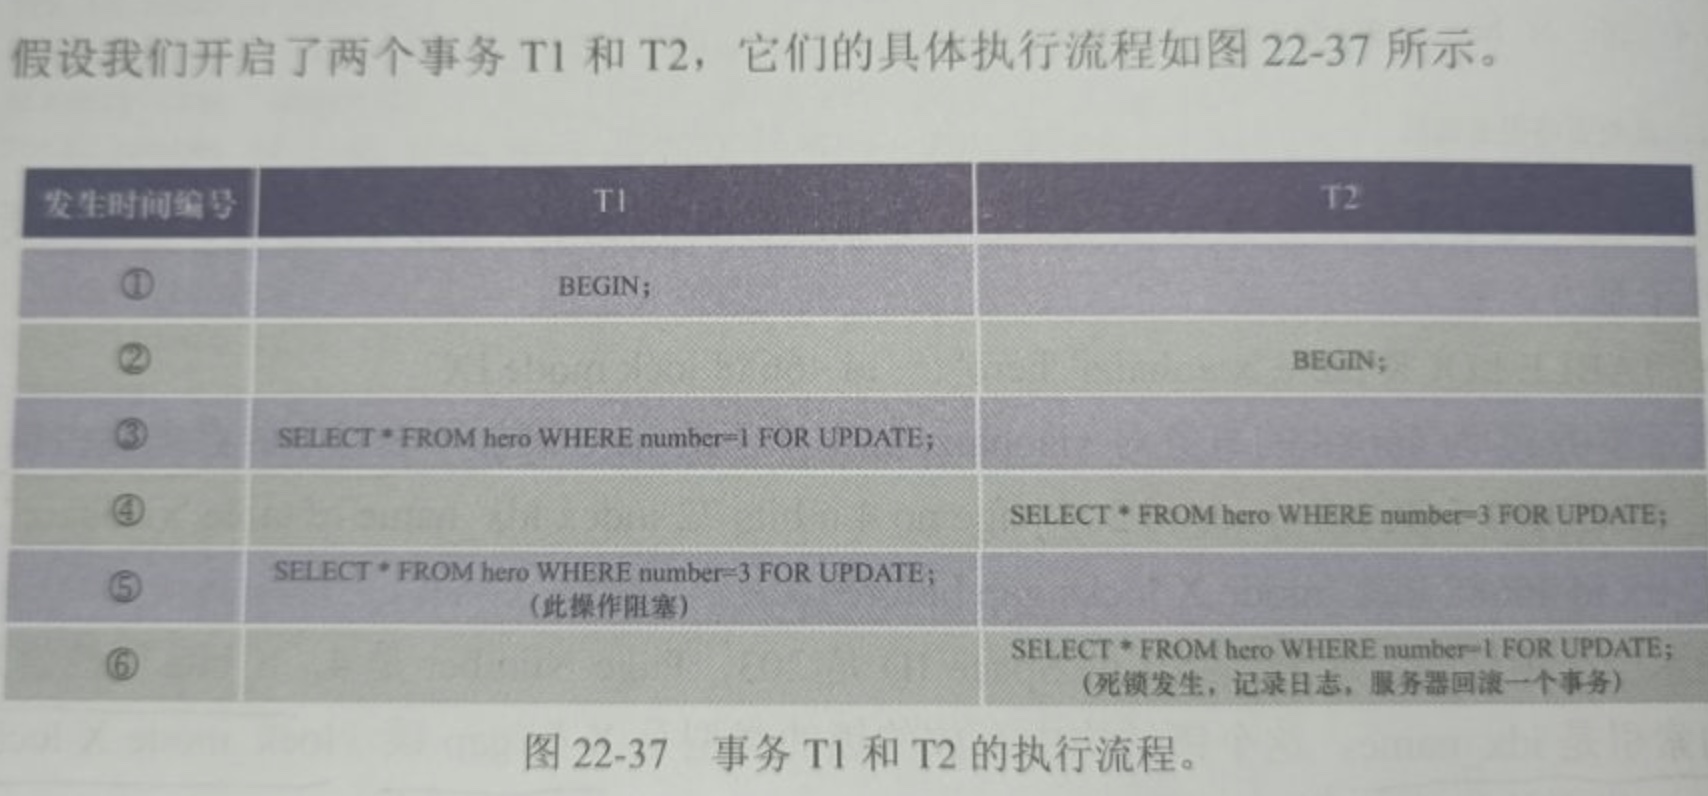 假设我们开启了两个事务 T1 和 T2，它们的具体执行流程如图 22-37 所示。
发生时间编号 T1 T2
① BEGIN;
② BEGIN;
③ SELECT * FROM hero WHERE number=1 FOR UPDATE;
④ SELECT * FROM hero WHERE number=3 FOR UPDATE;
⑤ SELECT * FROM hero WHERE number=3 FOR UPDATE;
（此操作阻塞）
⑥ SELECT * FROM hero WHERE number=1 FOR UPDATE;
（死锁发生，记录日志，服务器回滚一个事务）
图 22-37 事务 T1 和 T2 的执行流程。